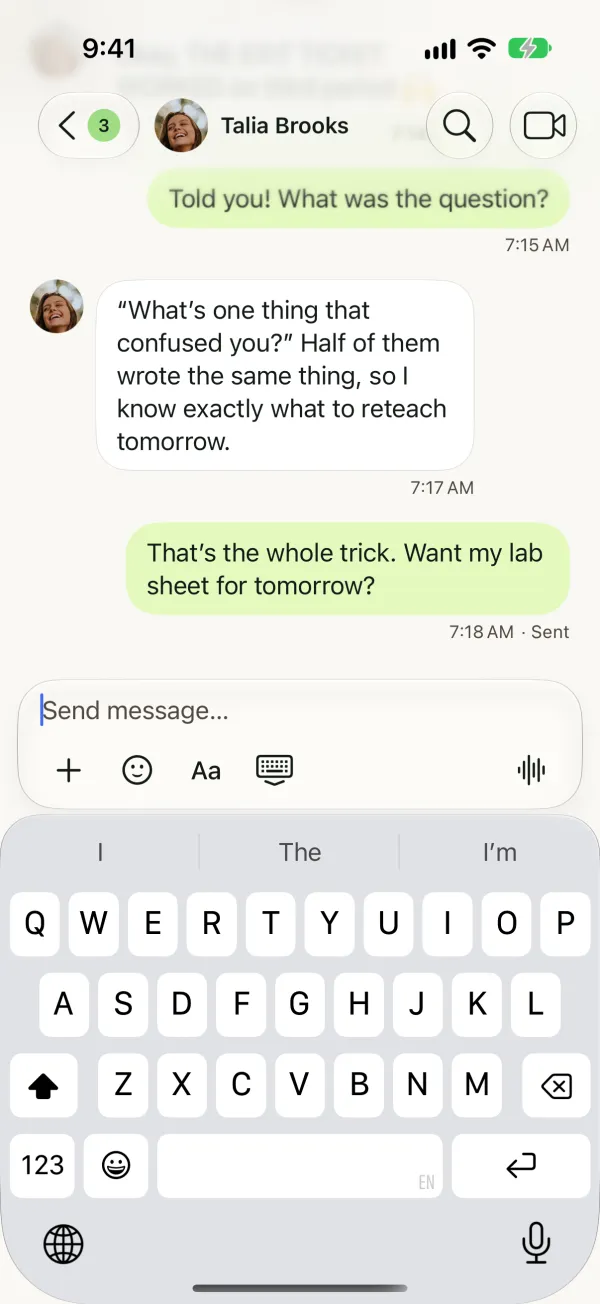 9:41
3
Talia Brooks
Told you! What was the question?
7:15 AM
“What’s one thing that
confused you?” Half of them
wrote the same thing, so I
know exactly what to reteach
tomorrow.
7:17 AM
That’s the whole trick. Want my lab
sheet for tomorrow?
7:18 AM · Sent
Send message...
Aa
I The I’m
Q W E R T Y U I O P
A S D F G H J K L
Z X C V B N M
123
EN